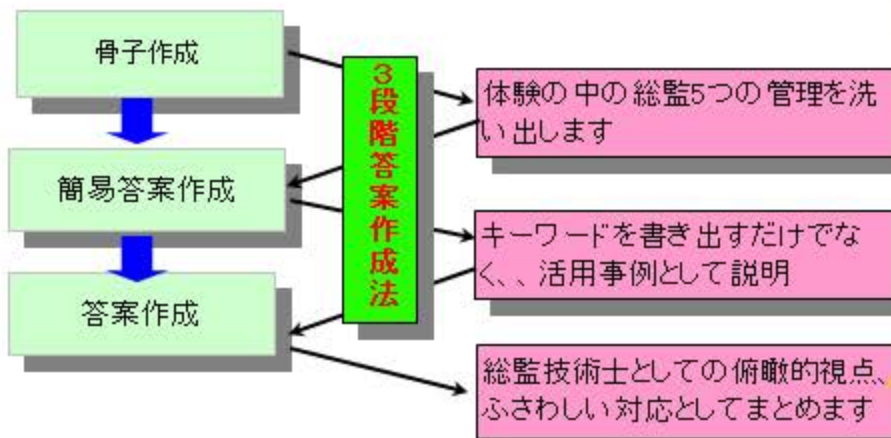 骨子作成
簡易答案作成
答案作成
3段階答案作成法
体験の中の総監5つの管理を洗
い出します
キーワードを書き出すだけでな
く、、活用事例として説明
総監技術士としての俯瞰的視点、
ふさわしい対応としてまとめます